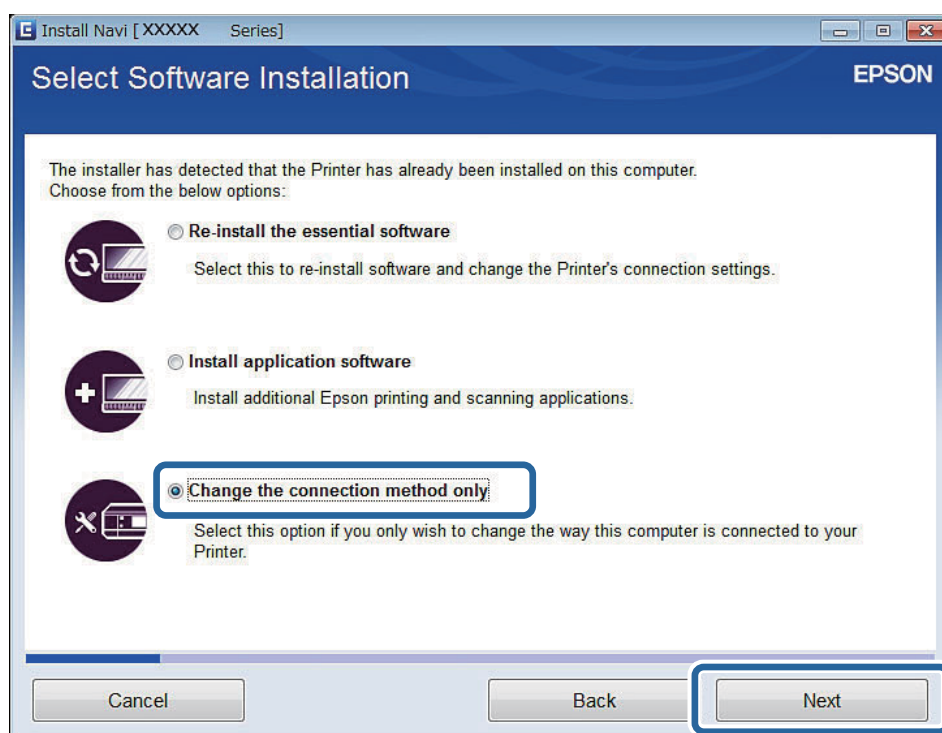 Install Navi [ XXXXX Series]
Select Software Installation
EPSON
The installer has detected that the Printer has already been installed on this computer.
Choose from the below options:
Re-install the essential software
Select this to re-install software and change the Printer's connection settings.
Install application software
Install additional Epson printing and scanning applications.
Change the connection method only
Select this option if you only wish to change the way this computer is connected to your
Printer.
Cancel
Back
Next